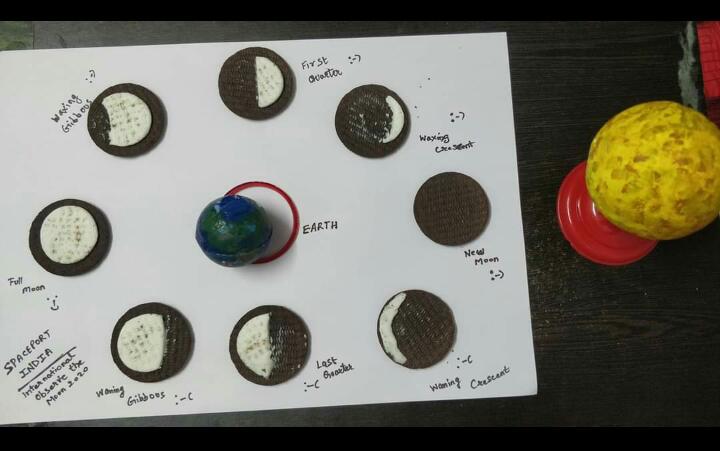 First :-)
Quarter
Waxing :-)
Gibbous
:-)
Waxing
Crescent
EARTH
New
Moon
:-)
Full
Moon
:-)
SPACEPORT
INDIA
International
Observe the
Moon 2020
Waning
Gibbous :-(
Last
Quarter
:-(
:-(
Waning Crescent